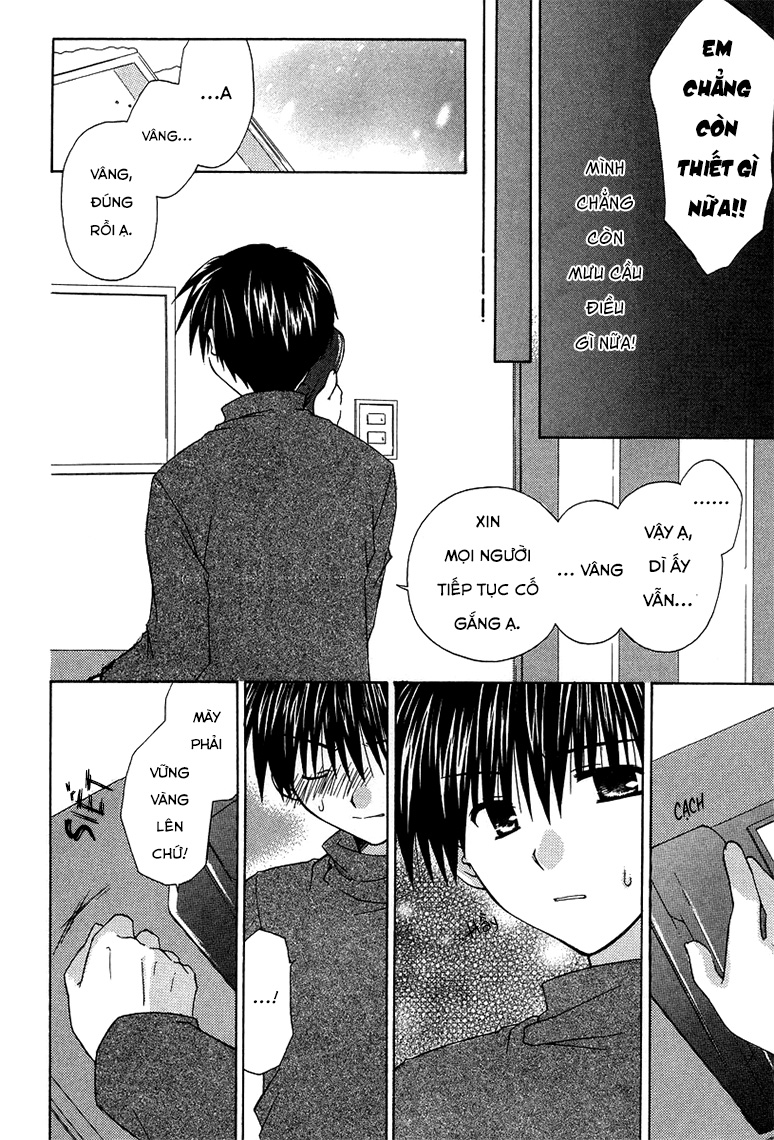 EM
CHẲNG
CÒN
THIẾT GÌ
NỮA!!
MÌNH
CHẲNG
CÒN
MƯU CẦU
ĐIỀU
GÌ NỮA!
...A
VÂNG...
VÂNG,
ĐÚNG
RỒI Ạ.
......
VẬY Ạ,
DÌ ẤY
VẪN...
... VÂNG
XIN
MỌI NGƯỜI
TIẾP TỤC CỐ
GẮNG Ạ.
CẠCH
...!
MÀY
PHẢI
VỮNG
VÀNG
LÊN
CHỨ!
SIẾT